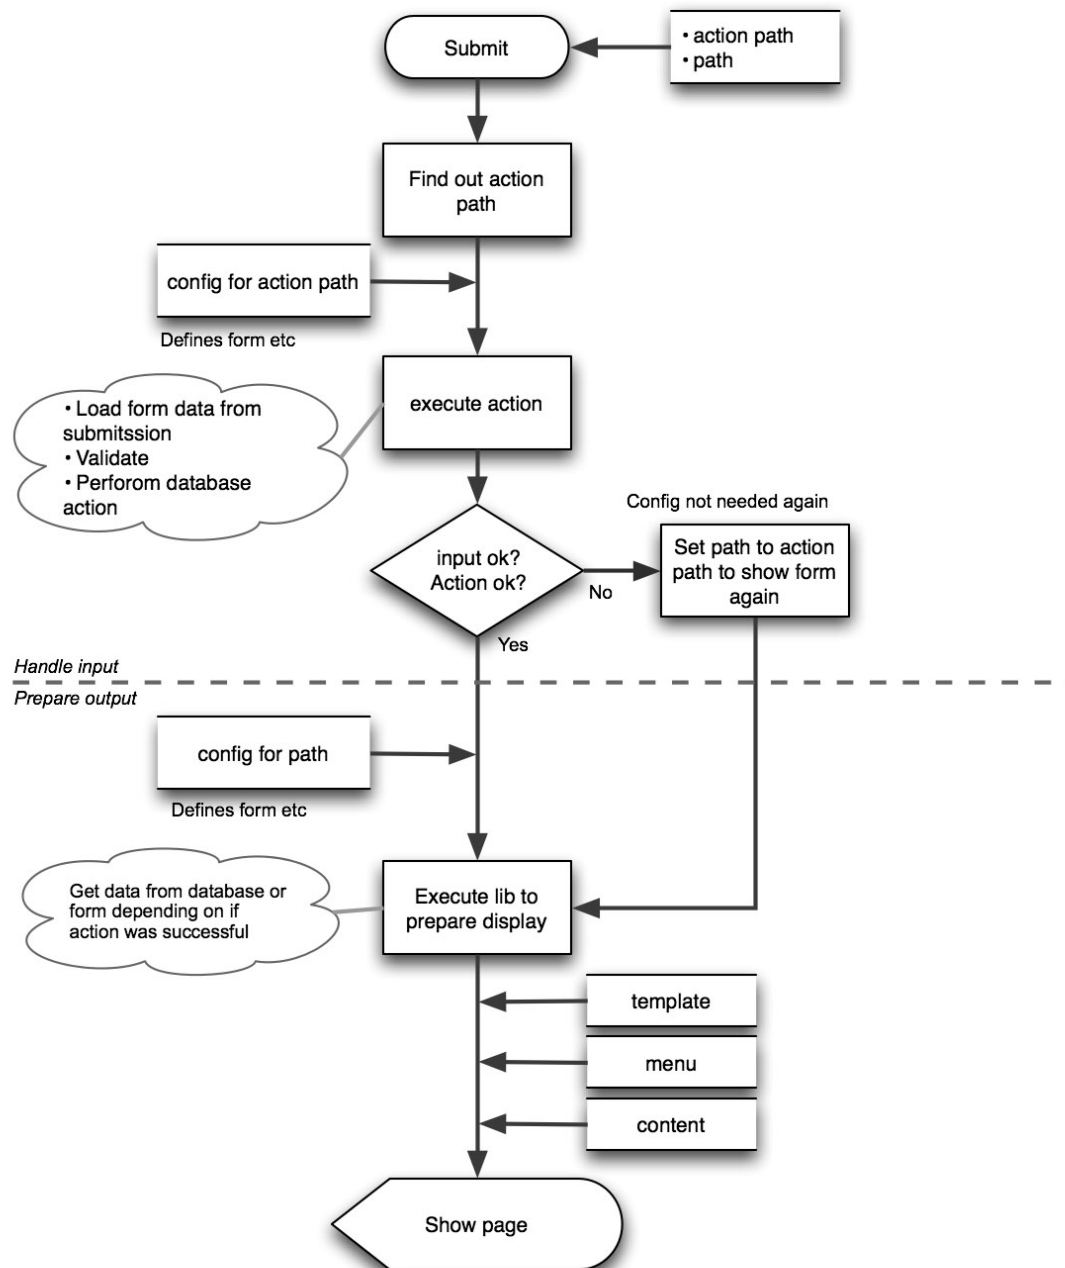 Submit
• action path
• path
Find out action
path
config for action path
Defines form etc
execute action
• Load form data from
submitssion
• Validate
• Perforom database
action
Config not needed again
input ok?
Action ok?
No
Set path to action
path to show form
again
Yes
Handle input
Prepare output
config for path
Defines form etc
Get data from database or
form depending on if
action was successful
Execute lib to
prepare display
template
menu
content
Show page